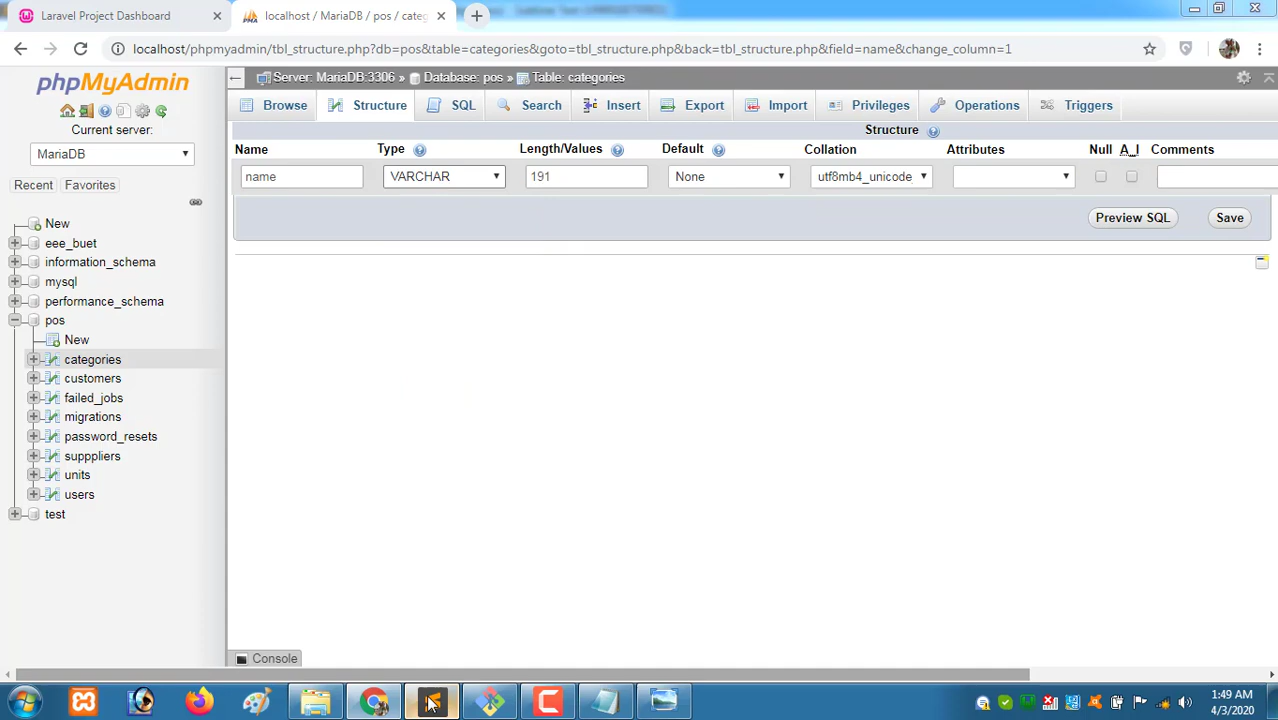 Laravel Project Dashboard
localhost / MariaDB / pos / categ
localhost/phpmyadmin/tbl_structure.php?db=pos&table=categories&goto=tbl_structure.php&back=tbl_structure.php&field=name&change_column=1
phpMyAdmin
Current server:
MariaDB
Recent
Favorites
New
eee_buet
information_schema
mysql
performance_schema
pos
New
categories
customers
failed_jobs
migrations
password_resets
supppliers
units
users
test
Server: MariaDB:3306 » Database: pos » Table: categories
Browse
Structure
SQL
Search
Insert
Export
Import
Privileges
Operations
Triggers
Structure
Name
Type
Length/Values
Default
Collation
Attributes
Null
A_I
Comments
name
VARCHAR
191
None
utf8mb4_unicode_
Preview SQL
Save
Console
1:49 AM
4/3/2020